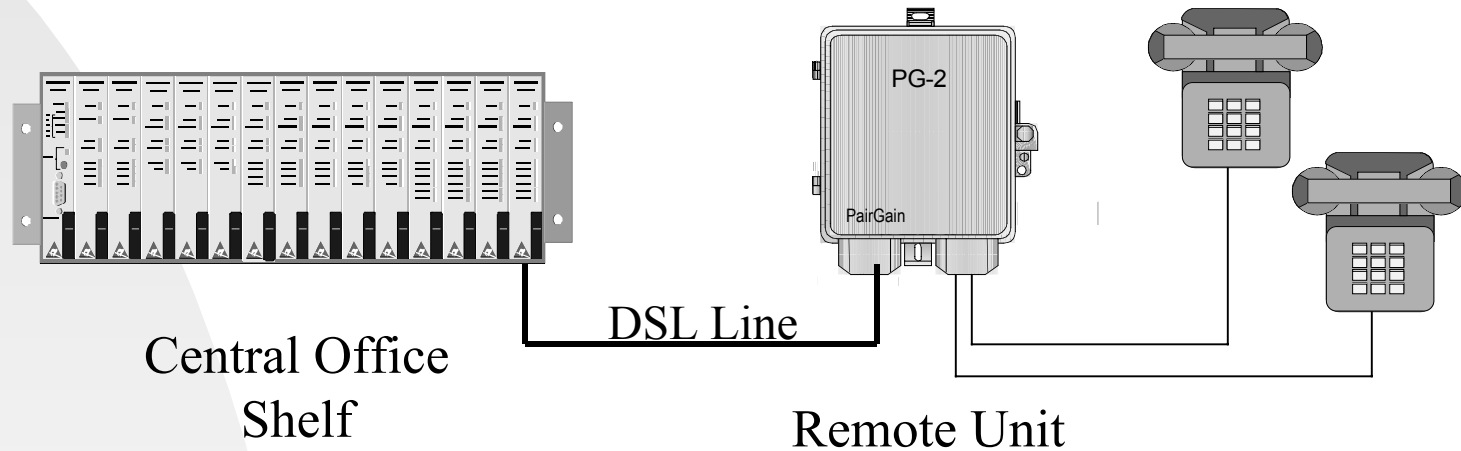 PG-2
PairGain
DSL Line
Central Office
Shelf
Remote Unit